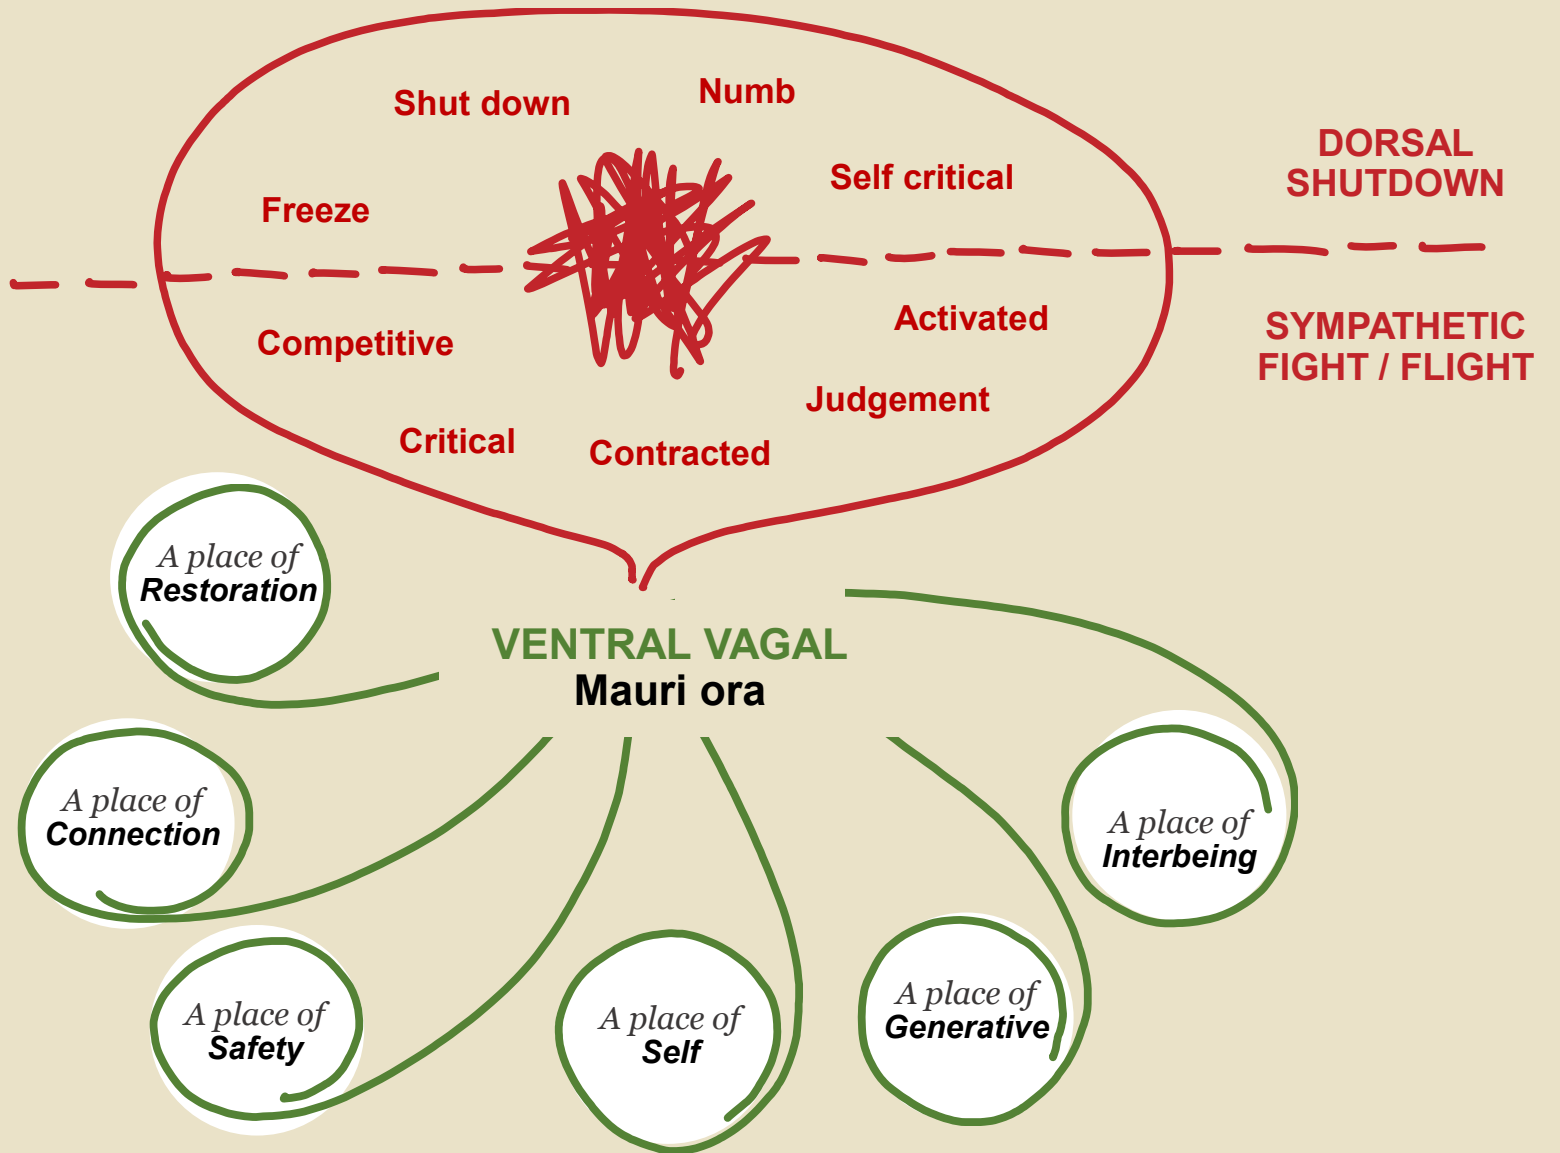 Shut down
Numb
Self critical
Freeze
DORSAL
SHUTDOWN
Competitive
Activated
Judgement
Critical
Contracted
SYMPATHETIC
FIGHT / FLIGHT
VENTRAL VAGAL
Mauri ora
A place of
Restoration
A place of
Connection
A place of
Safety
A place of
Self
A place of
Generative
A place of
Interbeing